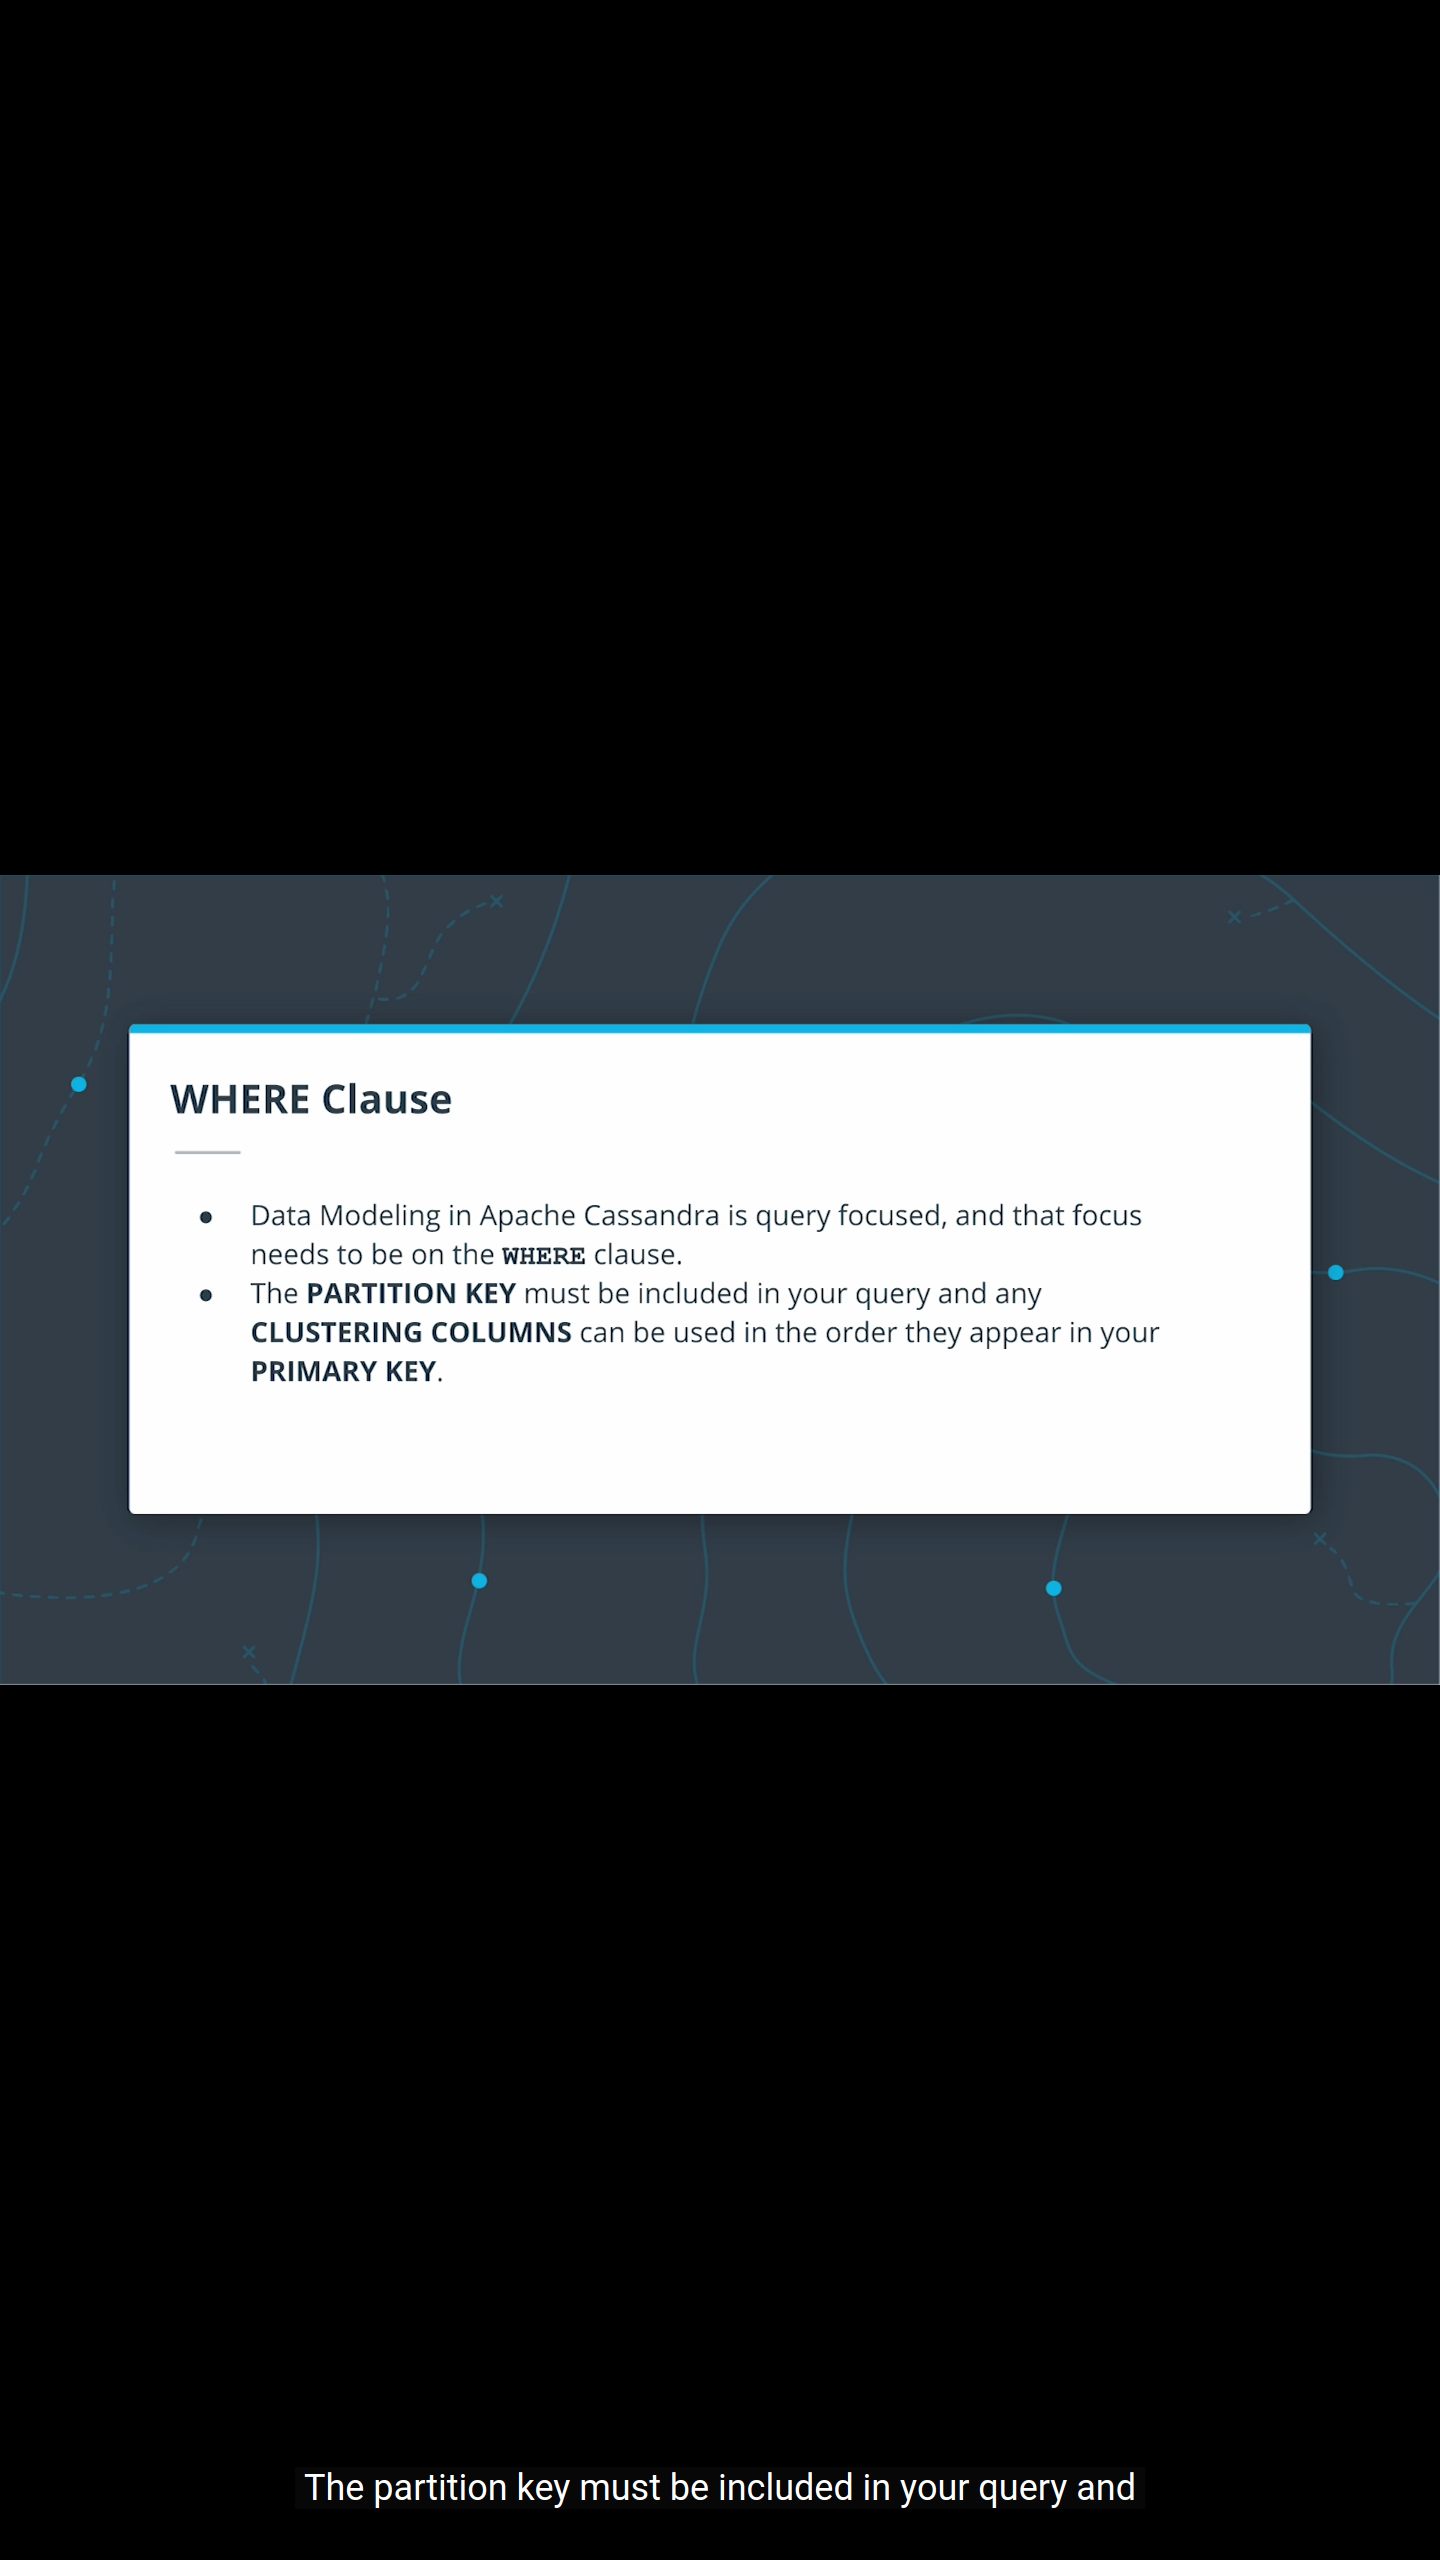 WHERE Clause
● Data Modeling in Apache Cassandra is query focused, and that focus
needs to be on the WHERE clause.
● The PARTITION KEY must be included in your query and any
CLUSTERING COLUMNS can be used in the order they appear in your
PRIMARY KEY.
The partition key must be included in your query and